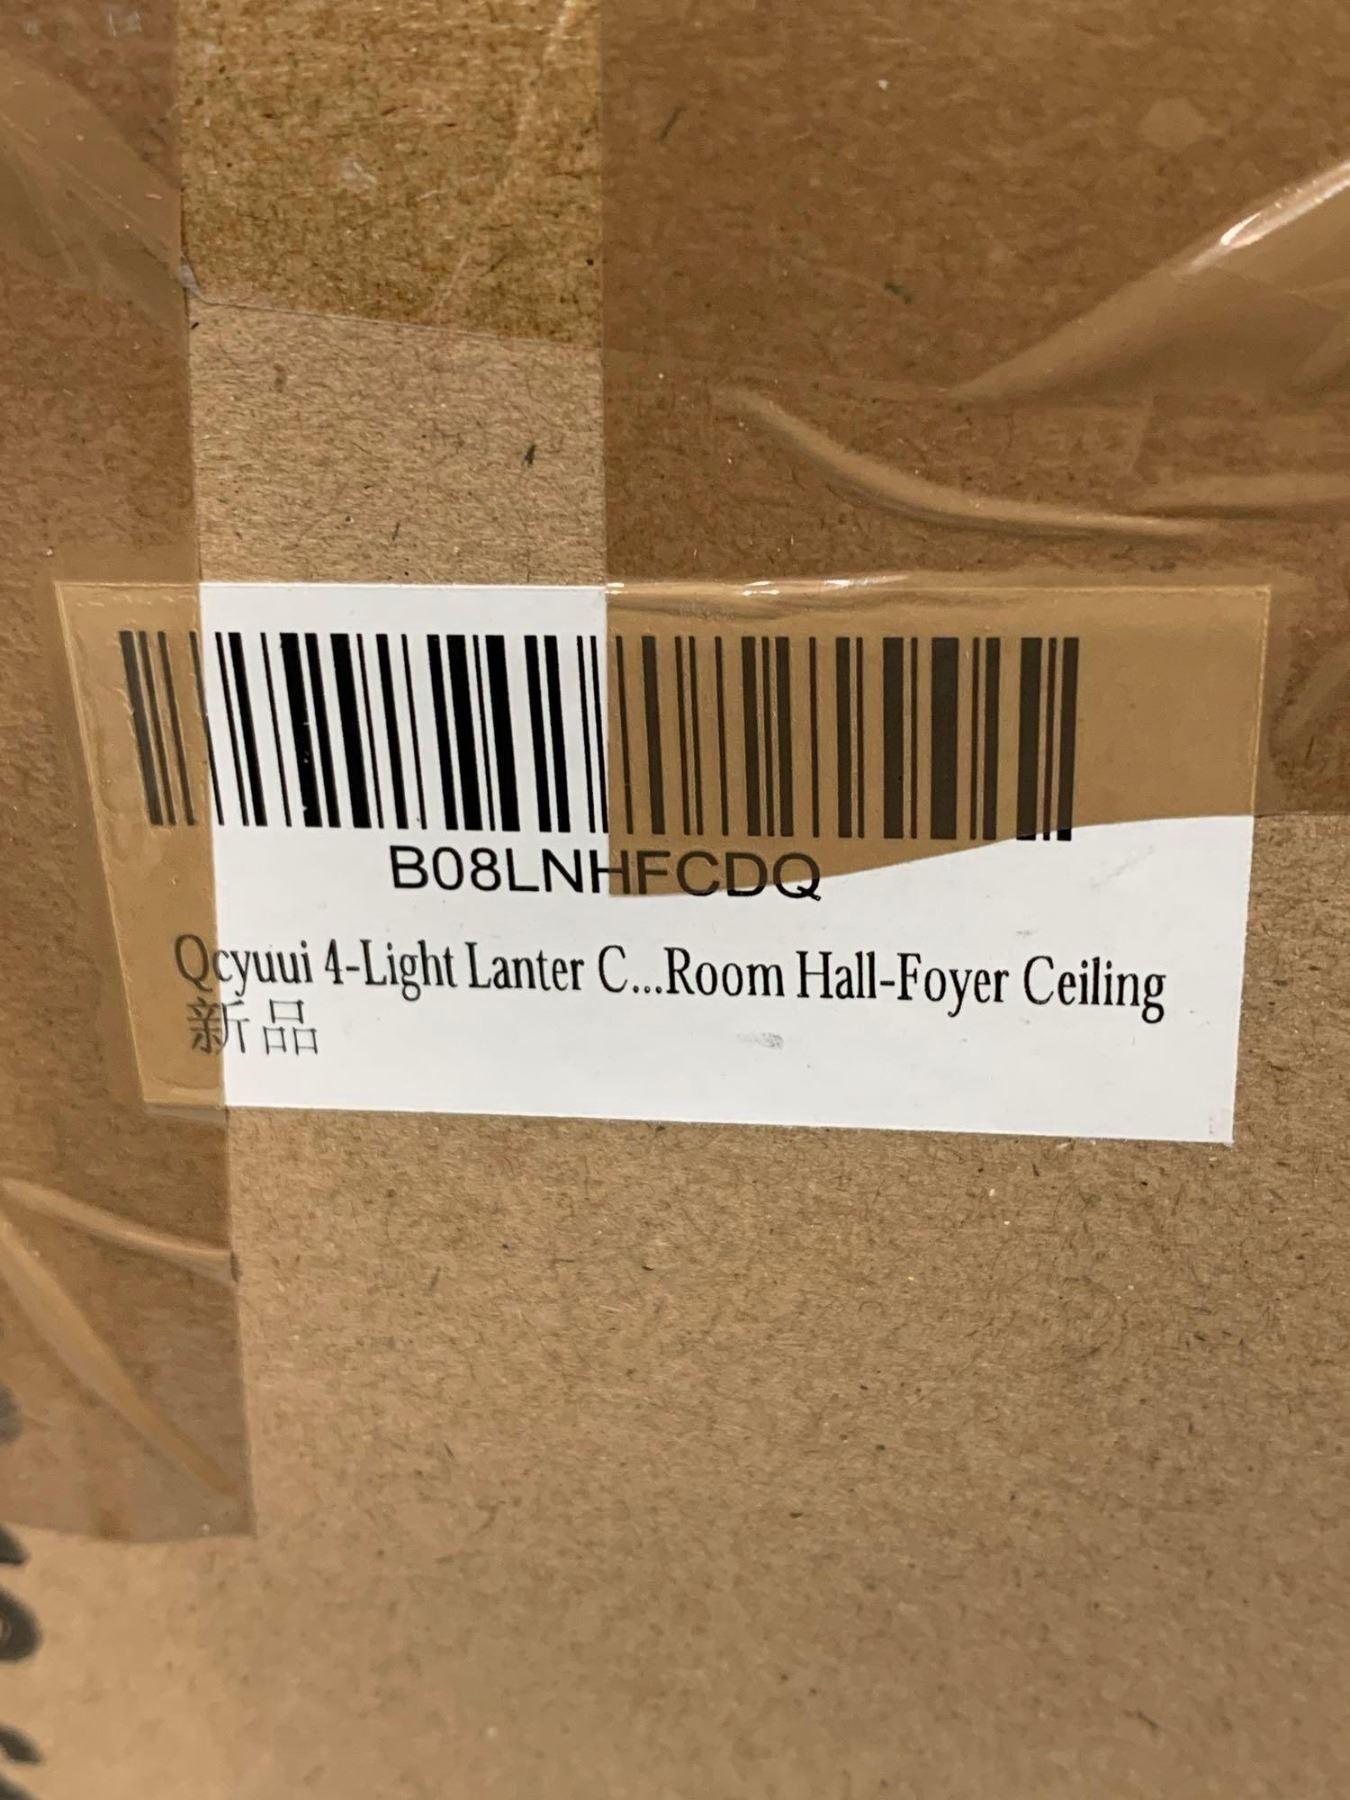 B08LNHFCDQ
Qcyuui 4-Light Lanter C...Room Hall-Foyer Ceiling
新品